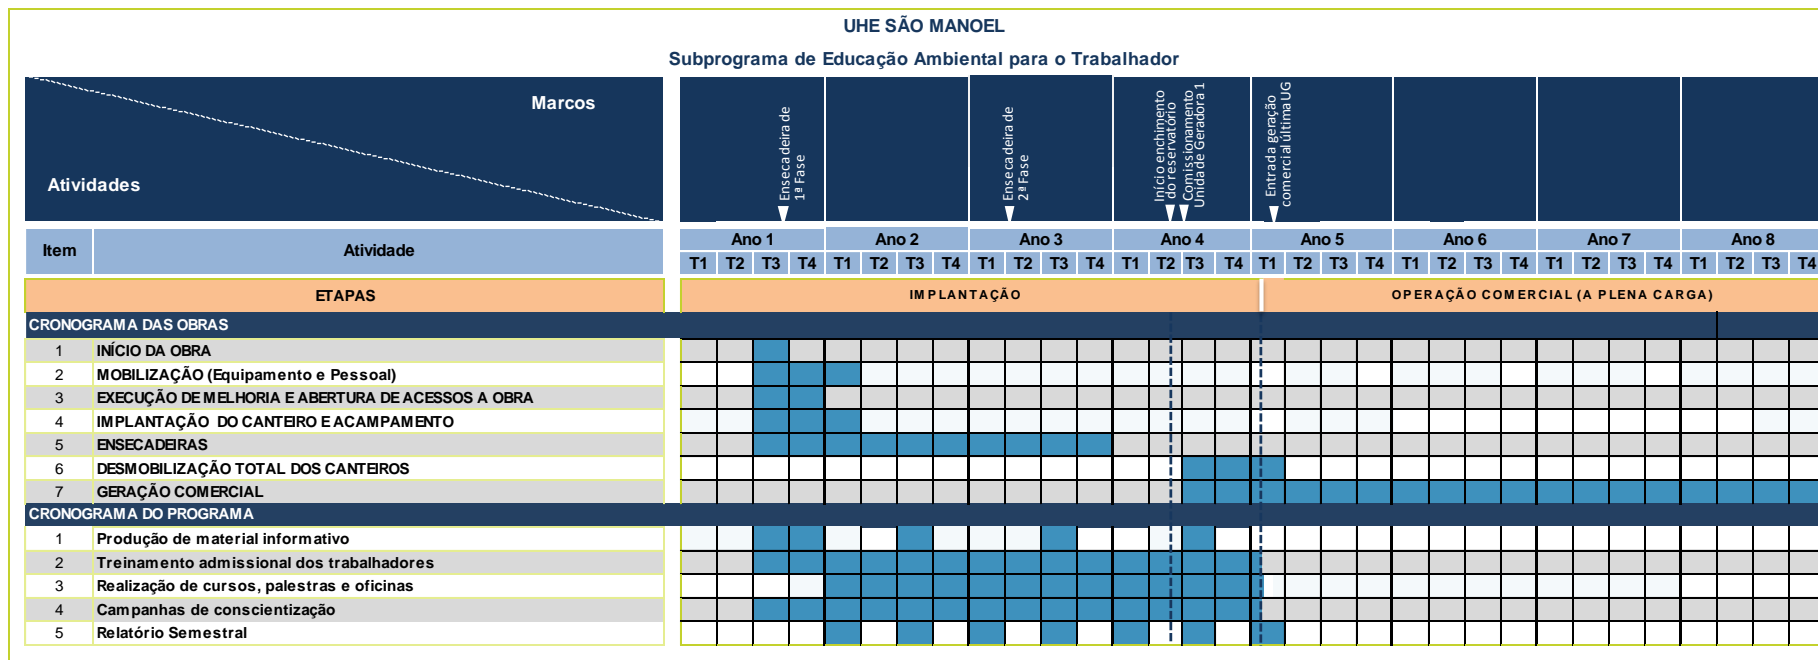 UHE SÃO MANOEL
Subprograma de Educação Ambiental para o Trabalhador
Marcos
Atividades
Ensecadeira de
1ª Fase
Ensecadeira de
2ª Fase
Início enchimento
do reservatório
Comissionamento
Unidade Geradora 1
Entrada geração
comercial última UG
Item Atividade Ano 1 Ano 2 Ano 3 Ano 4 Ano 5 Ano 6 Ano 7 Ano 8
T1 T2 T3 T4 T1 T2 T3 T4 T1 T2 T3 T4 T1 T2 T3 T4 T1 T2 T3 T4 T1 T2 T3 T4 T1 T2 T3 T4 T1 T2 T3 T4
ETAPAS IMPLANTAÇÃO OPERAÇÃO COMERCIAL (A PLENA CARGA)
CRONOGRAMA DAS OBRAS
1 INÍCIO DA OBRA
2 MOBILIZAÇÃO (Equipamento e Pessoal)
3 EXECUÇÃO DE MELHORIA E ABERTURA DE ACESSOS A OBRA
4 IMPLANTAÇÃO DO CANTEIRO E ACAMPAMENTO
5 ENSECADEIRAS
6 DESMOBILIZAÇÃO TOTAL DOS CANTEIROS
7 GERAÇÃO COMERCIAL
CRONOGRAMA DO PROGRAMA
1 Produção de material informativo
2 Treinamento admissional dos trabalhadores
3 Realização de cursos, palestras e oficinas
4 Campanhas de conscientização
5 Relatório Semestral